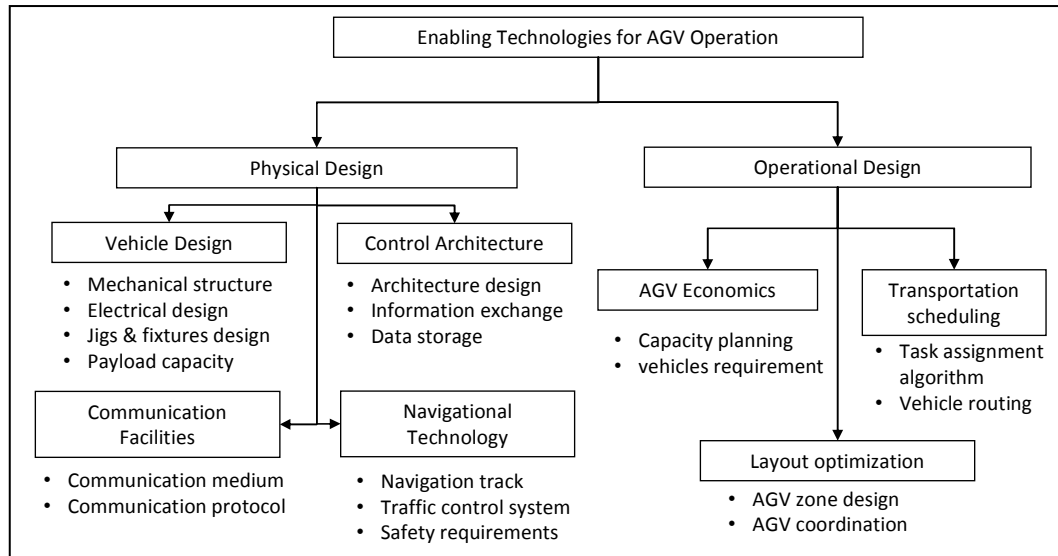 Enabling Technologies for AGV Operation
Physical Design
Operational Design
Vehicle Design
• Mechanical structure
• Electrical design
• Jigs & fixtures design
• Payload capacity
Control Architecture
• Architecture design
• Information exchange
• Data storage
Communication
Facilities
• Communication medium
• Communication protocol
Navigational
Technology
• Navigation track
• Traffic control system
• Safety requirements
AGV Economics
• Capacity planning
• vehicles requirement
Transportation
scheduling
• Task assignment
algorithm
• Vehicle routing
Layout optimization
• AGV zone design
• AGV coordination